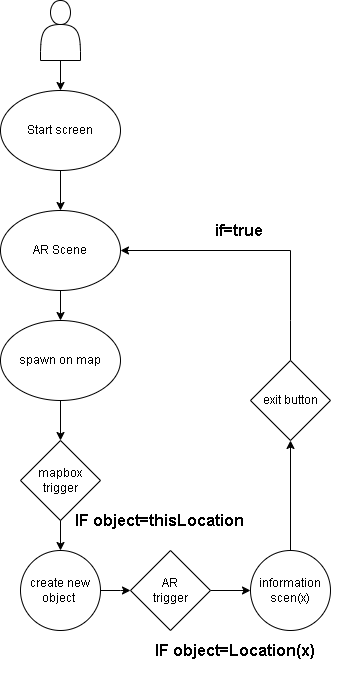 Start screen
if=true
AR Scene
spawn on map
exit button
mapbox
trigger
IF object=thisLocation
create new
object
AR
trigger
information
scen(x)
IF object=Location(x)